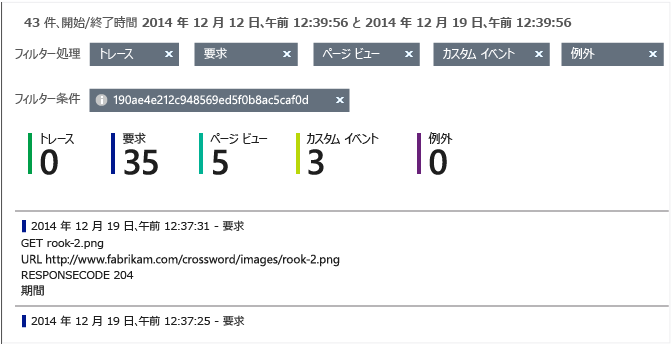 43 件､開始/終了時間 2014 年 12 月 12 日､午前 12:39:56 と 2014 年 12 月 19 日､午前 12:39:56
フィルター処理 トレース × 要求 × ページ ビュー × カスタム イベント × 例外 ×
フィルター条件 190ae4e212c948569ed5f0b8ac5caf0d ×
トレース 要求 ページ ビュー カスタム イベント 例外
0 35 5 3 0
2014 年 12 月 19 日､午前 12:37:31 - 要求
GET rook-2.png
URL http://www.fabrikam.com/crossword/images/rook-2.png
RESPONSECODE 204
期間
2014 年 12 月 19 日､午前 12:37:25 - 要求